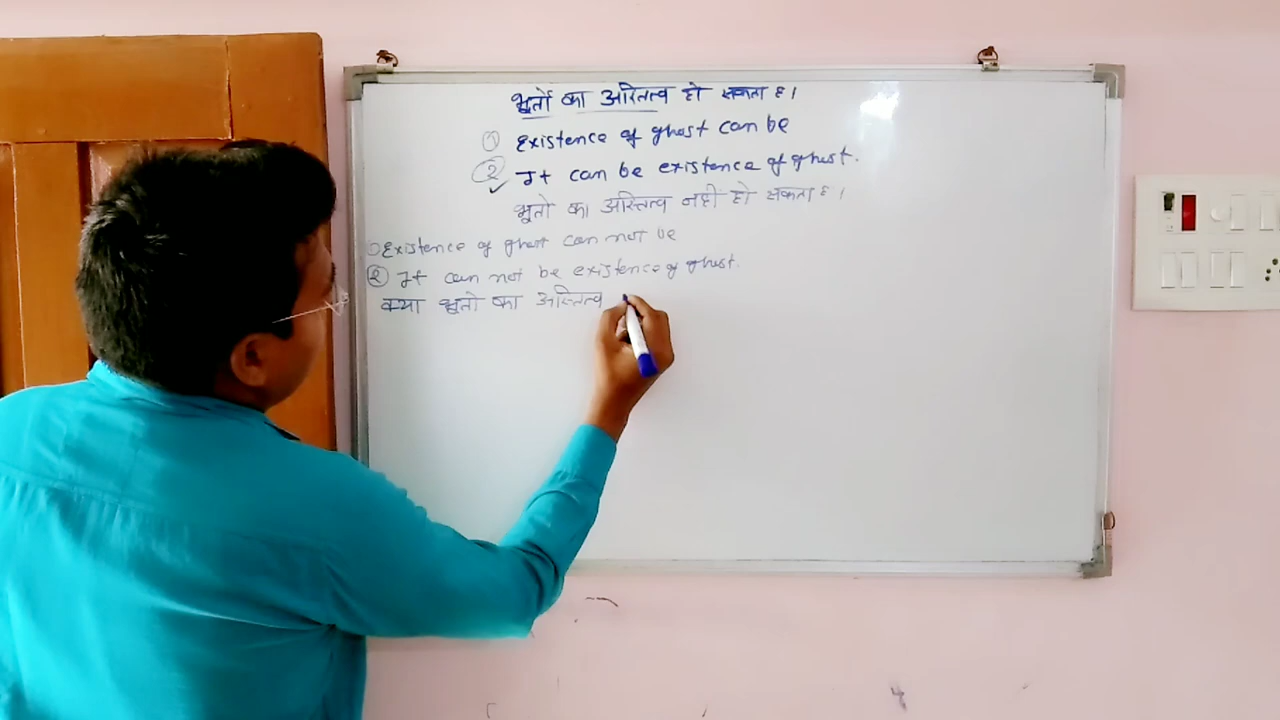 भूतों का अस्तित्व हो सकता है।
① Existence of ghost can be
② It can be existence of ghost.
भूतो का अस्तित्व नही हो सकता है।
① Existence of ghost can not be
② It can not be existence of ghost.
क्या भूतो का अस्तित्व